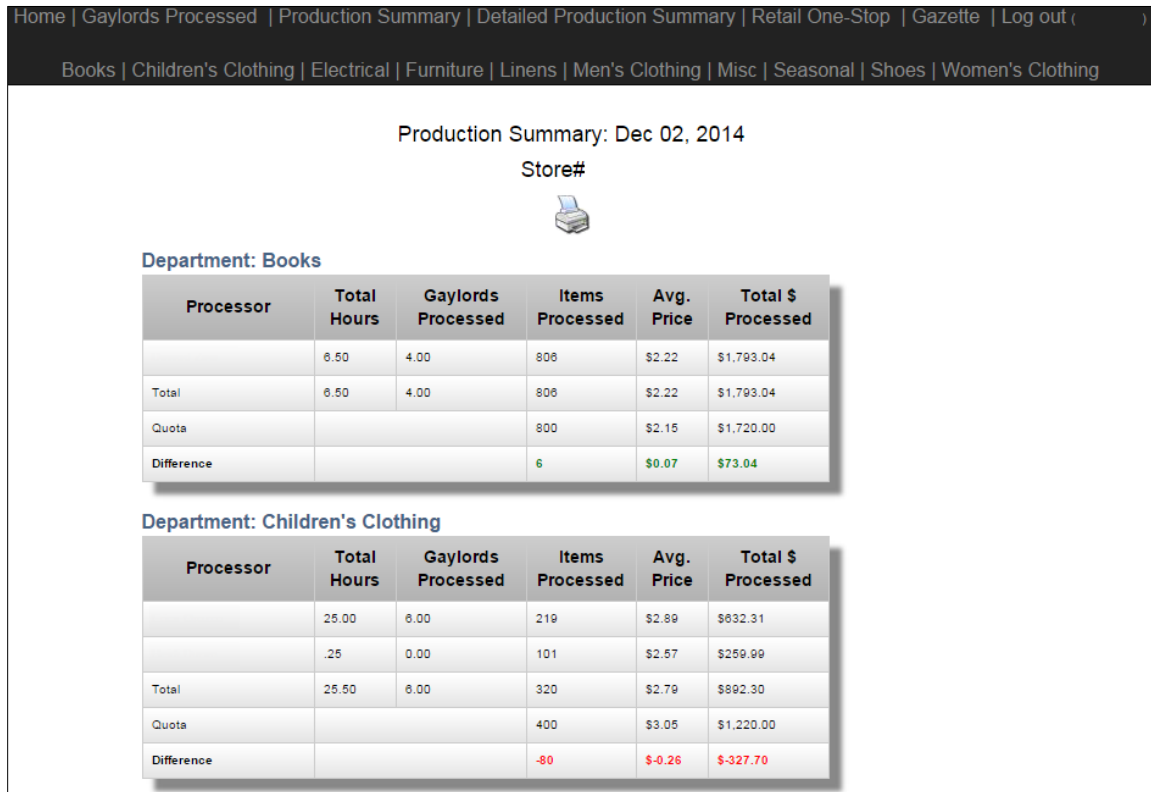 Home | Gaylords Processed | Production Summary | Detailed Production Summary | Retail One-Stop | Gazette | Log out ( )
Books | Children's Clothing | Electrical | Furniture | Linens | Men's Clothing | Misc | Seasonal | Shoes | Women's Clothing
Production Summary: Dec 02, 2014
Store#
Department: Books
Processor Total Hours Gaylords Processed Items Processed Avg. Price Total $ Processed
6.50 4.00 806 $2.22 $1,793.04
Total 6.50 4.00 806 $2.22 $1,793.04
Quota 800 $2.15 $1,720.00
Difference 6 $0.07 $73.04
Department: Children's Clothing
Processor Total Hours Gaylords Processed Items Processed Avg. Price Total $ Processed
25.00 6.00 219 $2.89 $632.31
.25 0.00 101 $2.57 $259.99
Total 25.50 6.00 320 $2.79 $892.30
Quota 400 $3.05 $1,220.00
Difference -80 $-0.26 $-327.70